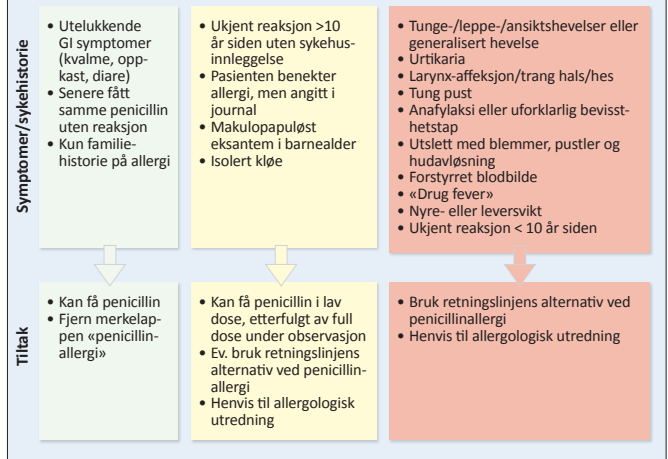 Symptomer/sykehistorie
• Utelukkende
GI symptomer
(kvalme, opp-
kast, diare)
• Senere fått
samme penicillin
uten reaksjon
• Kun familie-
historie på allergi
• Ukjent reaksjon >10
år siden uten sykehus-
innleggelse
• Pasienten benekter
allergi, men angitt i
journal
• Makulopapuløst
eksantem i barnealder
• Isolert kløe
• Tunge-/leppe-/ansiktshevelser eller
generalisert hevelse
• Urtikaria
• Larynx-affeksjon/trang hals/hes
• Tung pust
• Anafylaksi eller uforklarlig bevisst-
hetstap
• Utslett med blemmer, pustler og
hudavløsning
• Forstyrret blodbilde
• «Drug fever»
• Nyre- eller leversvikt
• Ukjent reaksjon < 10 år siden
Tiltak
• Kan få penicillin
• Fjern merkelap-
pen «penicillin-
allergi»
• Kan få penicillin i lav
dose, etterfulgt av full
dose under observasjon
• Ev. bruk retningslinjens
alternativ ved penicillin-
allergi
• Henvis til allergologisk
utredning
• Bruk retningslinjens alternativ ved
penicillinallergi
• Henvis til allergologisk utredning